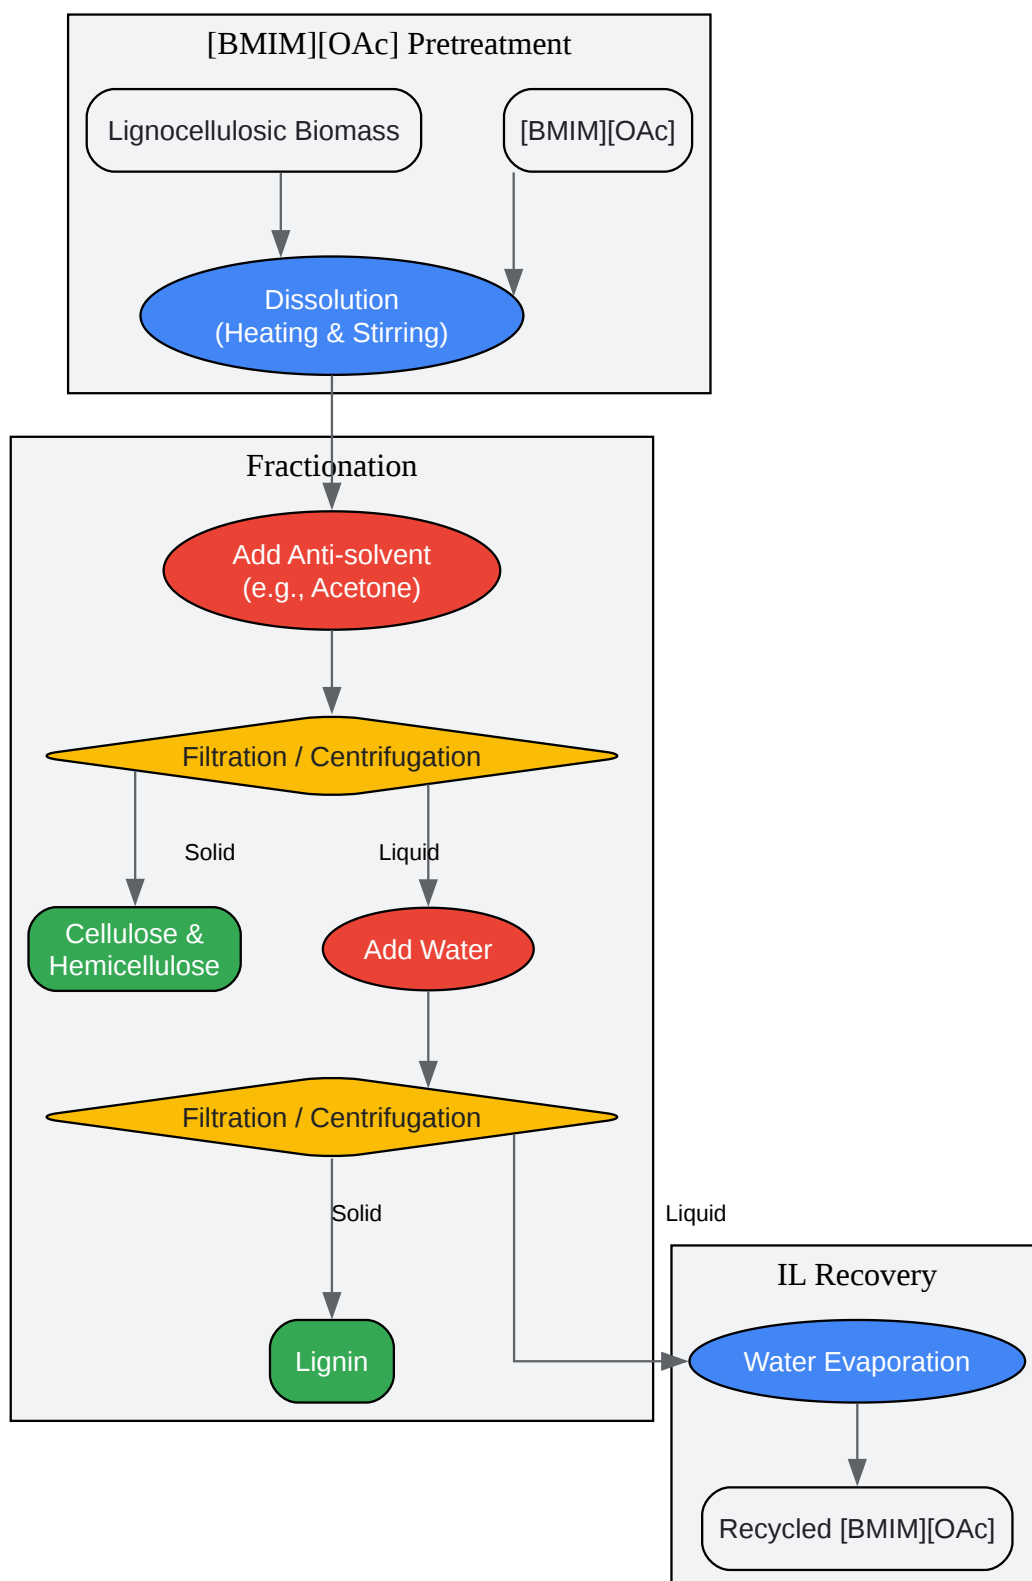 [BMIM][OAc] Pretreatment
Lignocellulosic Biomass
[BMIM][OAc]
Dissolution
(Heating & Stirring)
Fractionation
Add Anti-solvent
(e.g., Acetone)
Filtration / Centrifugation
Solid
Liquid
Cellulose &
Hemicellulose
Add Water
Filtration / Centrifugation
Solid
Liquid
IL Recovery
Lignin
Water Evaporation
Recycled [BMIM][OAc]